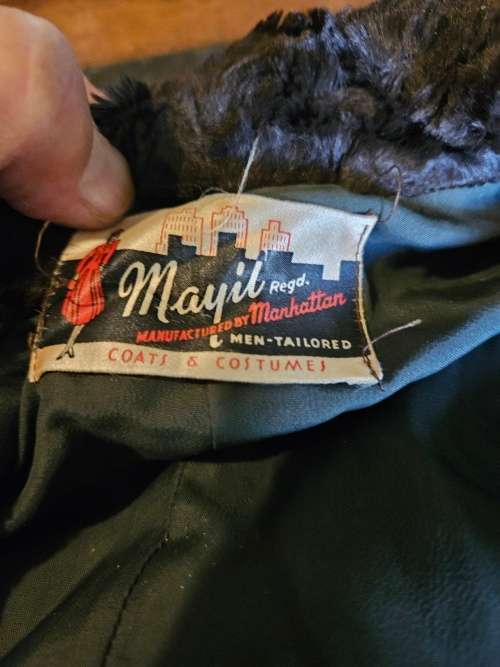 Mayil Regd.
MANUFACTURED BY Manhattan
MEN-TAILORED
COATS & COSTUMES